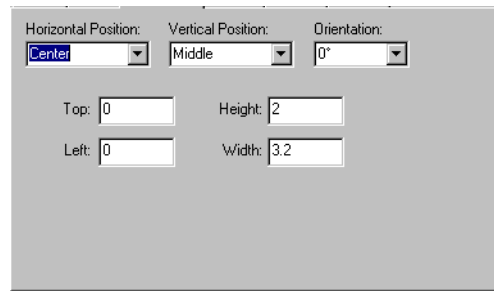 Horizontal Position: Vertical Position: Orientation:
Center Middle 0°
Top: 0 Height: 2
Left: 0 Width: 3.2